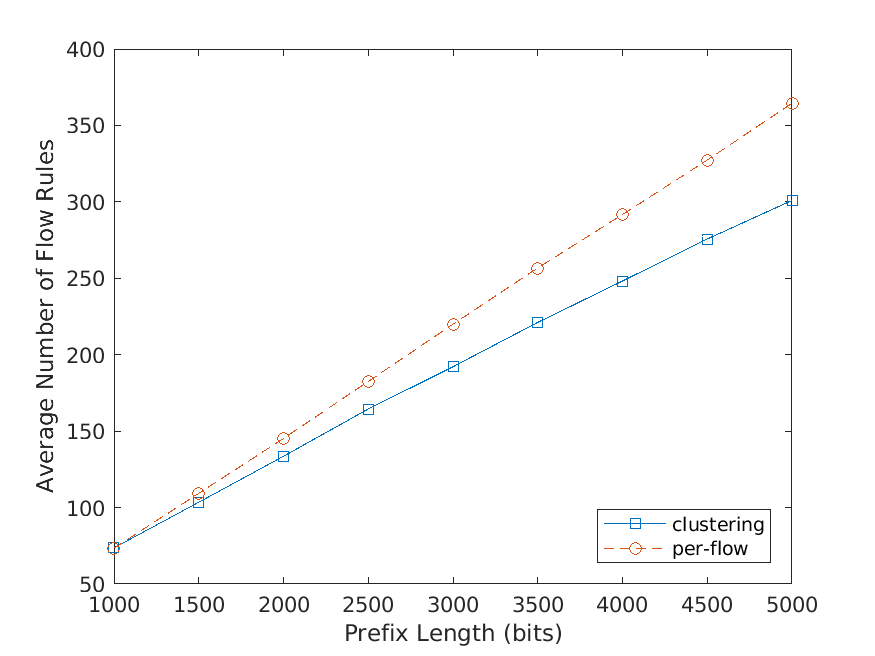 400
350
300
250
200
150
100
50
Average Number of Flow Rules
clustering
per-flow
1000 1500 2000 2500 3000 3500 4000 4500 5000
Prefix Length (bits)